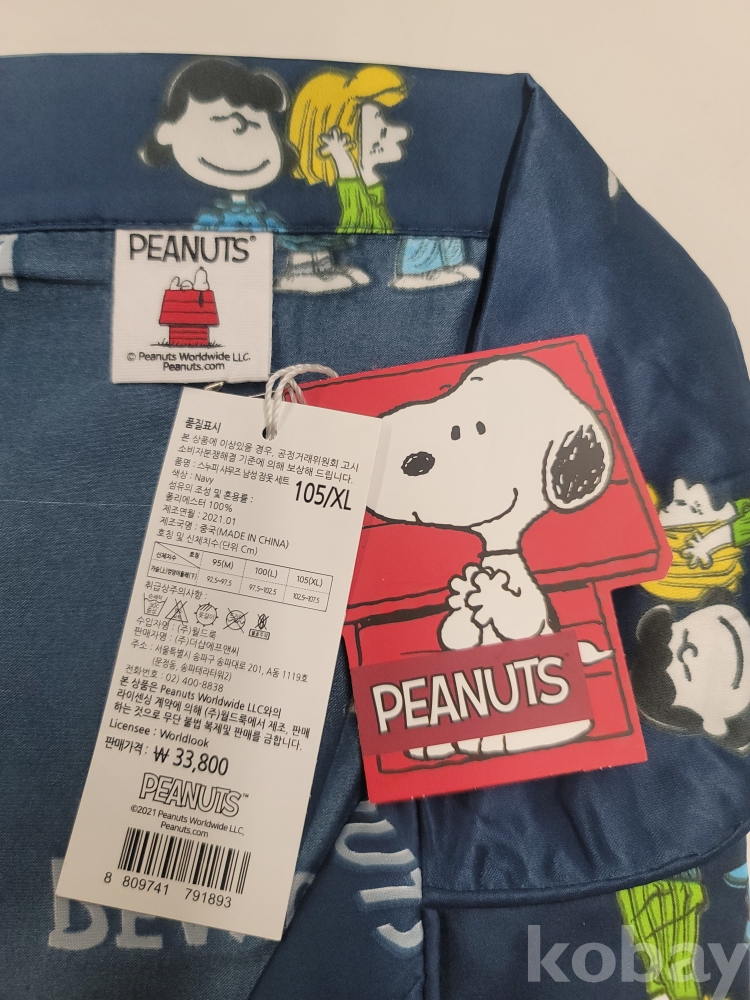 PEANUTS®
© Peanuts Worldwide LLC.
Peanuts.com
품질표시
본 상품에 이상있을 경우, 공정거래위원회 고시
소비자분쟁해결 기준에 의해 보상해 드립니다.
품명 : 스누피 샤무즈 남성 잠옷 세트
색상 : Navy
105/XL
섬유의 조성 및 혼용률 :
폴리에스터 100%
제조연월 : 2021.01
제조국명 : 중국(MADE IN CHINA)
호칭 및 신체치수(단위 Cm)
신체치수 호칭 95(M) 100(L) 105(XL)
92.5~97.5 97.5~102.5 102.5~107.5
취급상주의사항 :
수입자명 : (주)월드룩
판매자명 : (주)더샵에프앤씨
주소 : 서울특별시 송파구 송파대로 201, A동 1119호
(문정동, 송파테라타워2)
전화번호 : 02) 400-8838
본 상품은 Peanuts Worldwide LLC와의
라이센싱 계약에 의해 (주)월드룩에서 제조, 판매
하는 것으로 무단 불법 복제및 판매를 금합니다.
Licensee : Worldlook
판매가격 : ₩ 33,800
PEANUTS™
©2021 Peanuts Worldwide LLC,
Peanuts.com
8 809741 791893
PEANUTS
kobay